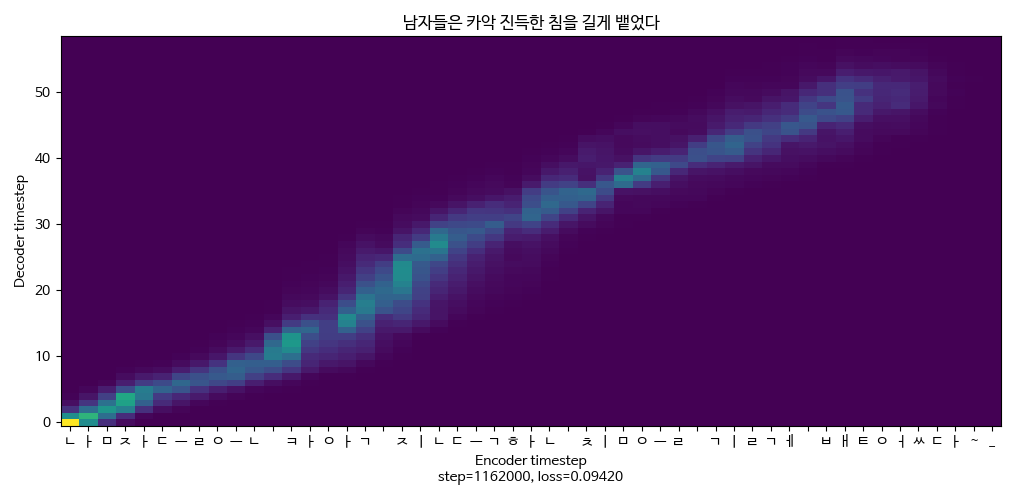 남자들은 카악 진득한 침을 길게 뱉었다
Decoder timestep
50
40
30
20
10
0
ㄴ ㅏ ㅁ ㅈ ㅏ ㄷ ㅡ ㄹ ㅇ ㅡ ㄴ ㅋ ㅏ ㅇ ㅏ ㄱ ㅈ ㅣ ㄴ ㄷ ㅡ ㄱ ㅎ ㅏ ㄴ ㅊ ㅣ ㅁ ㅇ ㅡ ㄹ ㄱ ㅣ ㄹ ㄱ ㅔ ㅂ ㅐ ㅌ ㅇ ㅓ ㅆ ㄷ ㅏ ~ _
Encoder timestep
step=1162000, loss=0.09420